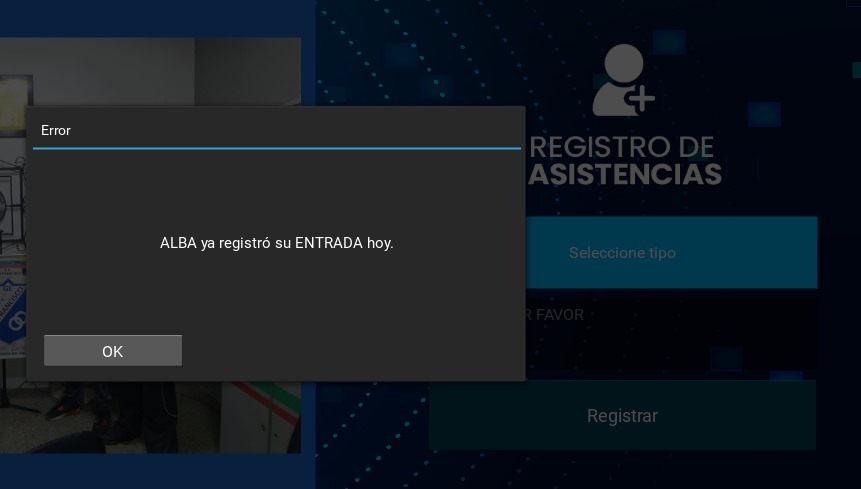 Error
ALBA ya registró su ENTRADA hoy.
OK
REGISTRO DE
ASISTENCIAS
Seleccione tipo
FAVOR
Registrar